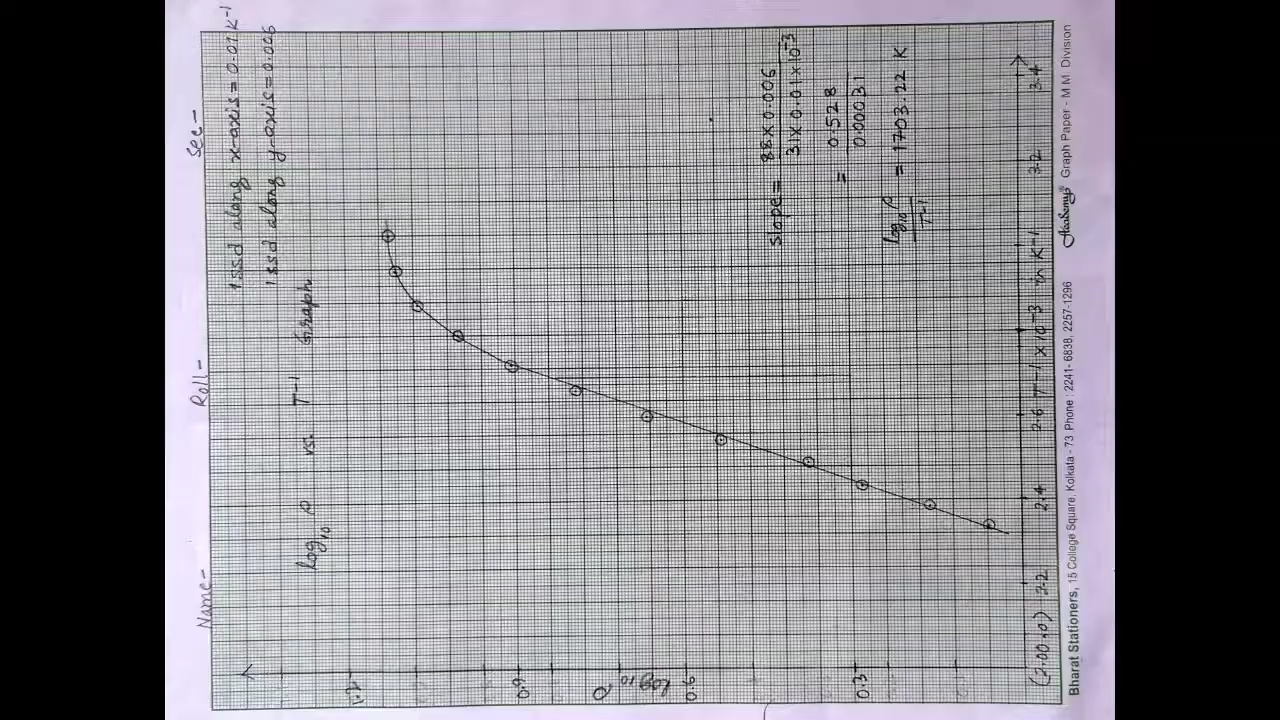 Name- Roll- Sec-
1 ssd along x-axis = 0.01 K⁻¹
1 ssd along y-axis = 0.006
log₁₀ ρ vs. T⁻¹ Graph
1.2
0.9
log₁₀ ρ
0.6
0.3
slope = 88 × 0.006
31 × 0.01 × 10⁻³
= 0.528
0.00031
log₁₀ ρ
T⁻¹
= 1703.22 K
(2.00,0) 2.2 2.4 2.6 T⁻¹ × 10⁻³ in K⁻¹ 3.2 3.4
Bharat Stationers, 15 College Square, Kolkata - 73 Phone : 2241- 6838, 2257-1296 Academy Graph Paper - M M Division